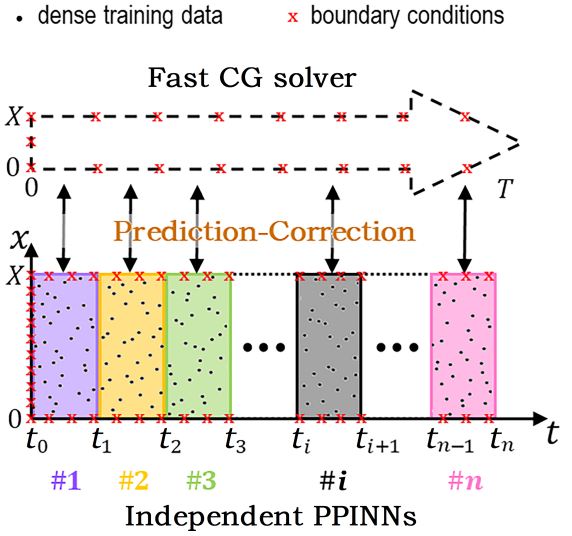 • dense training data x boundary conditions
Fast CG solver
X
0
0 T
Prediction-Correction
x
X
0
t₀ t₁ t₂ t₃ tᵢ tᵢ₊₁ tₙ₋₁ tₙ t
#1 #2 #3 #i #n
Independent PPINNs